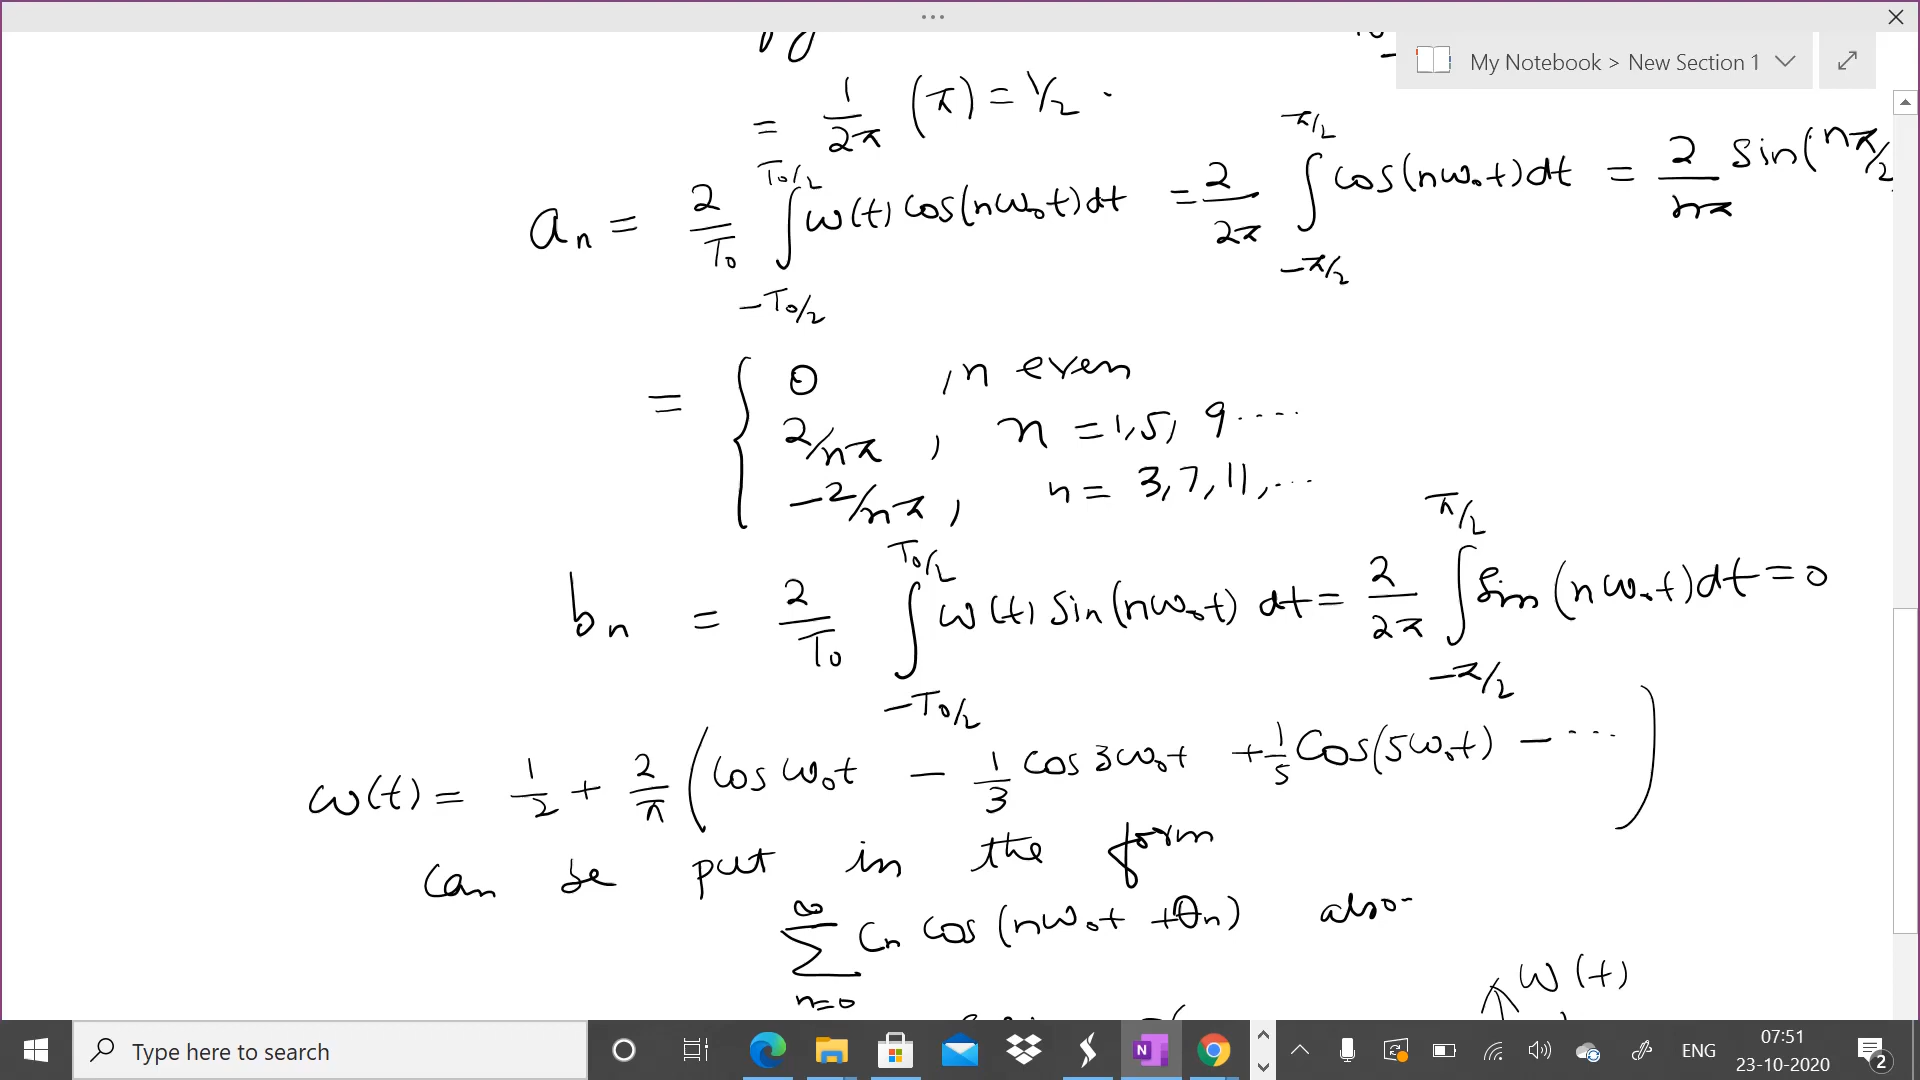 My Notebook > New Section 1
= 1/2π (π) = 1/2 .
aₙ = 2/T₀ ∫_{-T₀/2}^{T₀/2} w(t) cos(nω₀t)dt = 2/2π ∫_{-π/2}^{π/2} cos(nω₀t)dt = 2/nπ sin(nπ/2
= { 0 , n even
2/nπ , n = 1, 5, 9 ....
-2/nπ , n = 3, 7, 11, ...
bₙ = 2/T₀ ∫_{-T₀/2}^{T₀/2} w(t) sin(nω₀t) dt = 2/2π ∫_{-π/2}^{π/2} sin(nω₀t)dt = 0
w(t) = 1/2 + 2/π (cos ω₀t - 1/3 cos 3ω₀t + 1/5 cos(5ω₀t) - ....)
can be put in the form
∑_{n=0}^{∞} Cₙ cos (nω₀t + θₙ) also
w(t)
Type here to search
ENG
07:51
23-10-2020
2